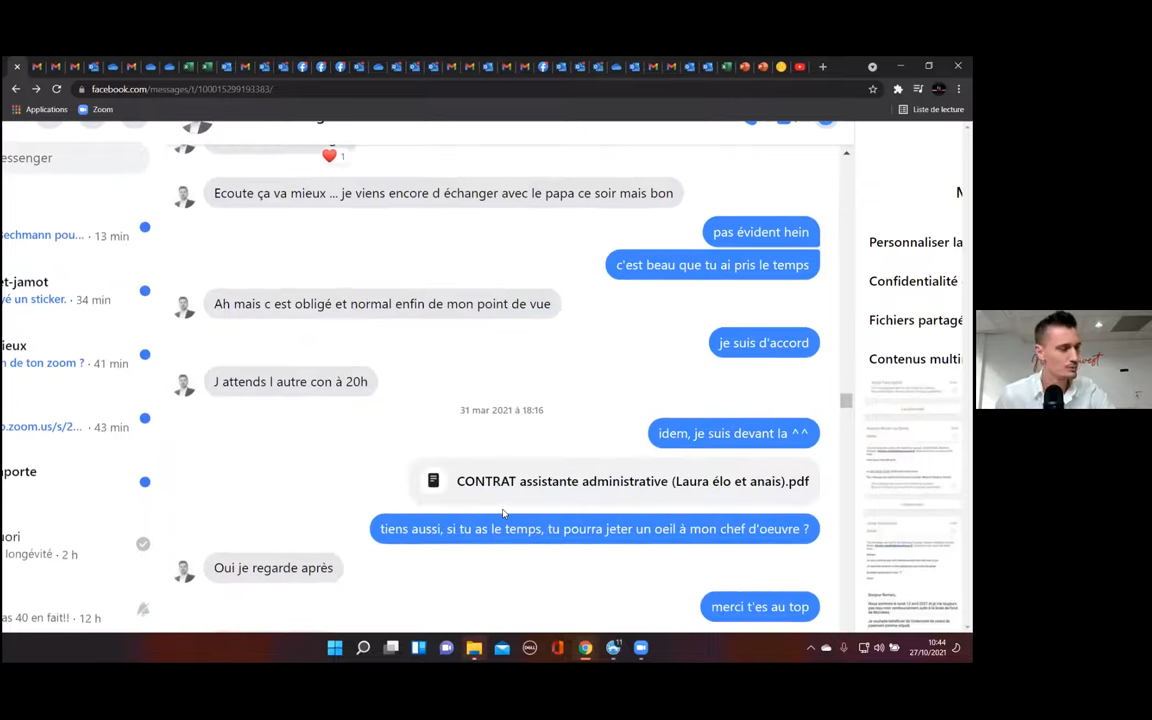 facebook.com/messages/t/100015299193383/
Applications
Zoom
Liste de lecture
essenger
1
Ecoute ça va mieux ... je viens encore d échanger avec le papa ce soir mais bon
pas évident hein
Personnaliser la
Sechmann pou... · 13 min
c'est beau que tu ai pris le temps
et-jamot
Confidentialité
vé un sticker. · 34 min
Ah mais c est obligé et normal enfin de mon point de vue
Fichiers partagé
ieux
je suis d'accord
n de ton zoom ? · 41 min
Contenus multi
J attends l autre con à 20h
31 mar 2021 à 18:16
o.zoom.us/s/2... · 43 min
idem, je suis devant la ^^
porte
CONTRAT assistante administrative (Laura élo et anais).pdf
tiens aussi, si tu as le temps, tu pourra jeter un oeil à mon chef d'oeuvre ?
uori
longévité · 2 h
Oui je regarde après
merci t'es au top
as 40 en fait!! · 12 h
DELL
11
10:44
27/10/2021